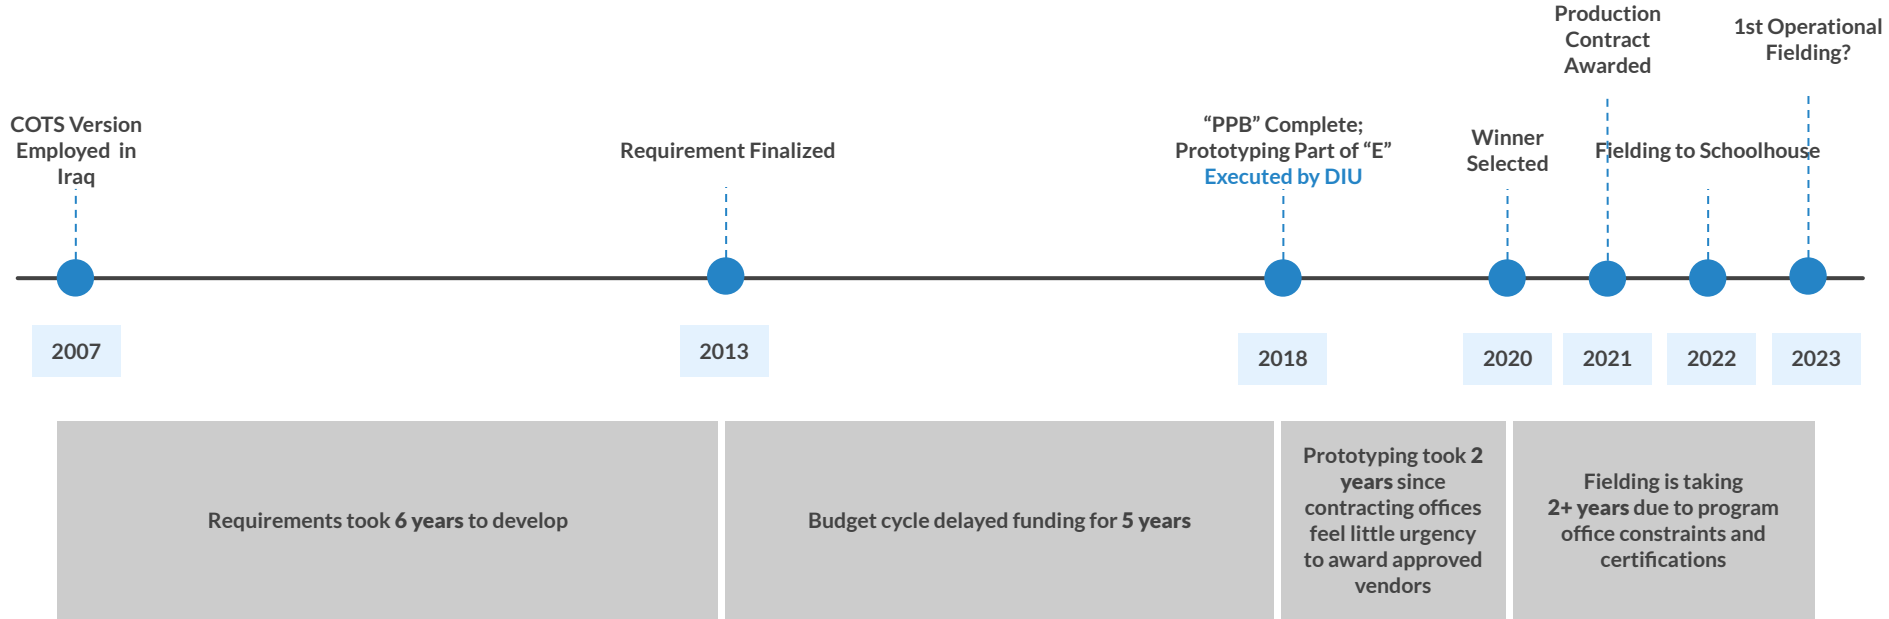 Production
Contract
Awarded
1st Operational
Fielding?
COTS Version
Employed in
Iraq
Requirement Finalized
“PPB” Complete;
Prototyping Part of “E”
Executed by DIU
Winner
Selected
Fielding to Schoolhouse
2007
2013
2018
2020
2021
2022
2023
Requirements took 6 years to develop
Budget cycle delayed funding for 5 years
Prototyping took 2
years since
contracting offices
feel little urgency
to award approved
vendors
Fielding is taking
2+ years due to program
office constraints and
certifications